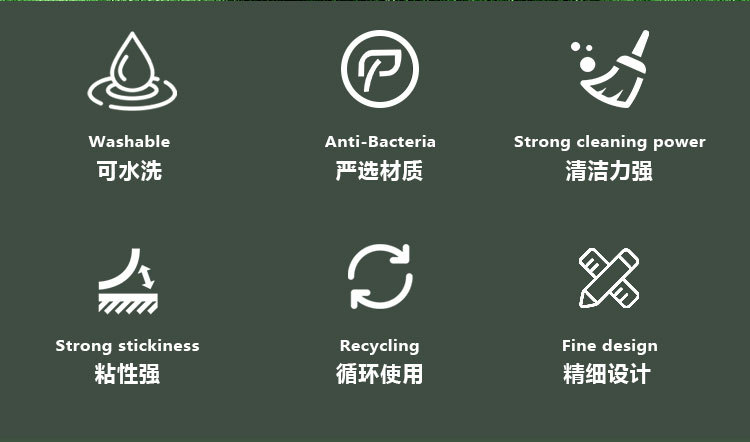 Washable
可水洗
Anti-Bacteria
严选材质
Strong cleaning power
清洁力强
Strong stickiness
粘性强
Recycling
循环使用
Fine design
精细设计